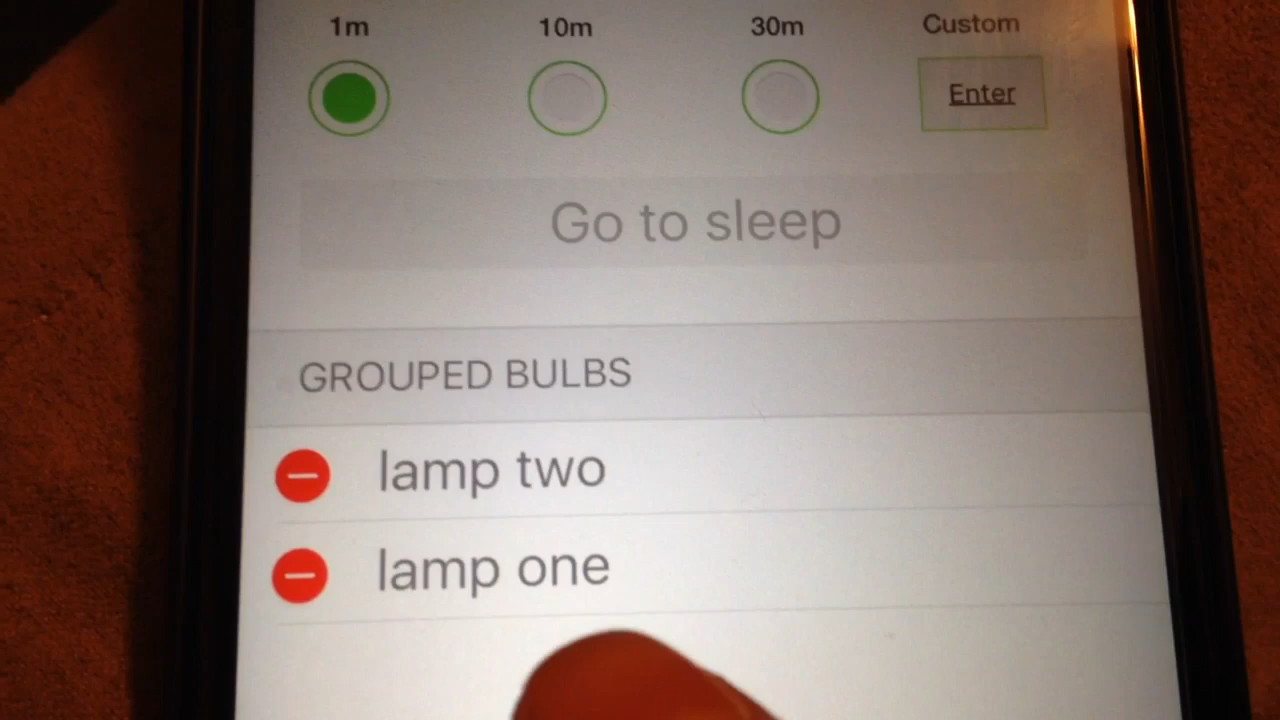 1m 10m 30m Custom
Enter
Go to sleep
GROUPED BULBS
lamp two
lamp one